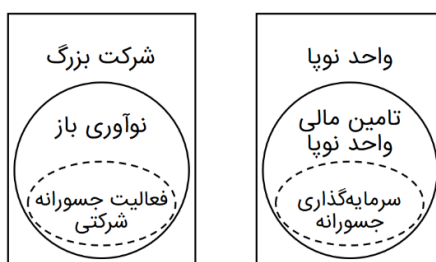 واحد نوپا
تامین مالی
واحد نوپا
سرمایه‌گذاری
جسورانه
شرکت بزرگ
نوآوری باز
فعالیت جسورانه
شرکتی